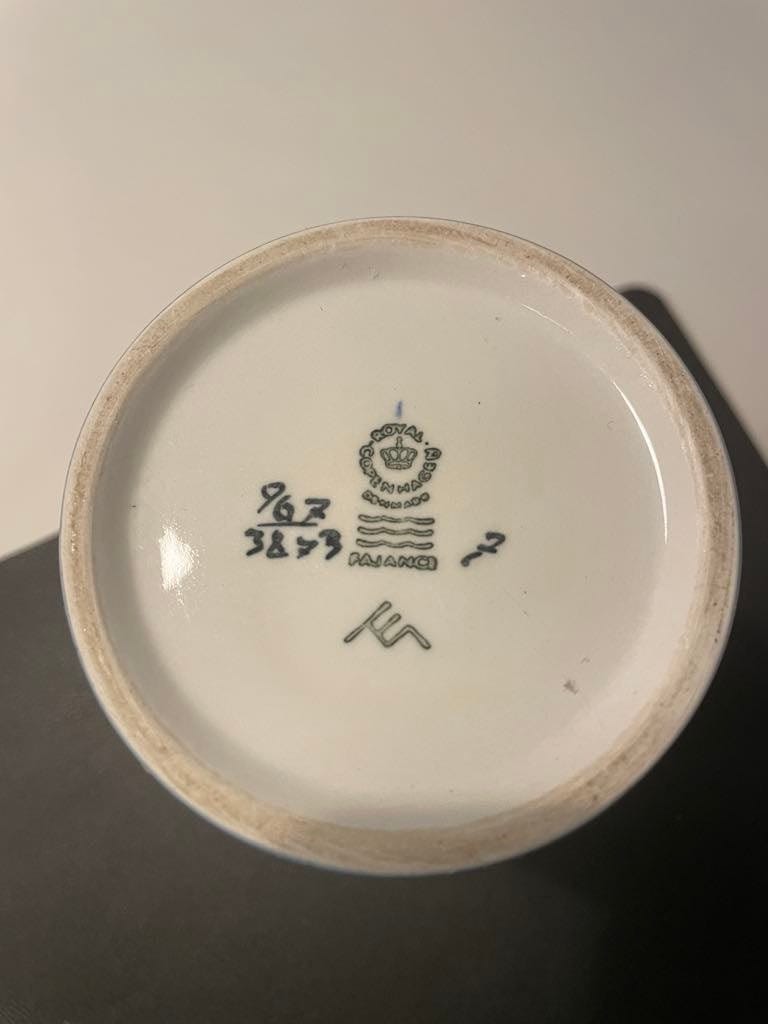 ROYAL COPENHAGEN
DENMARK
967
3873
FAJANCE